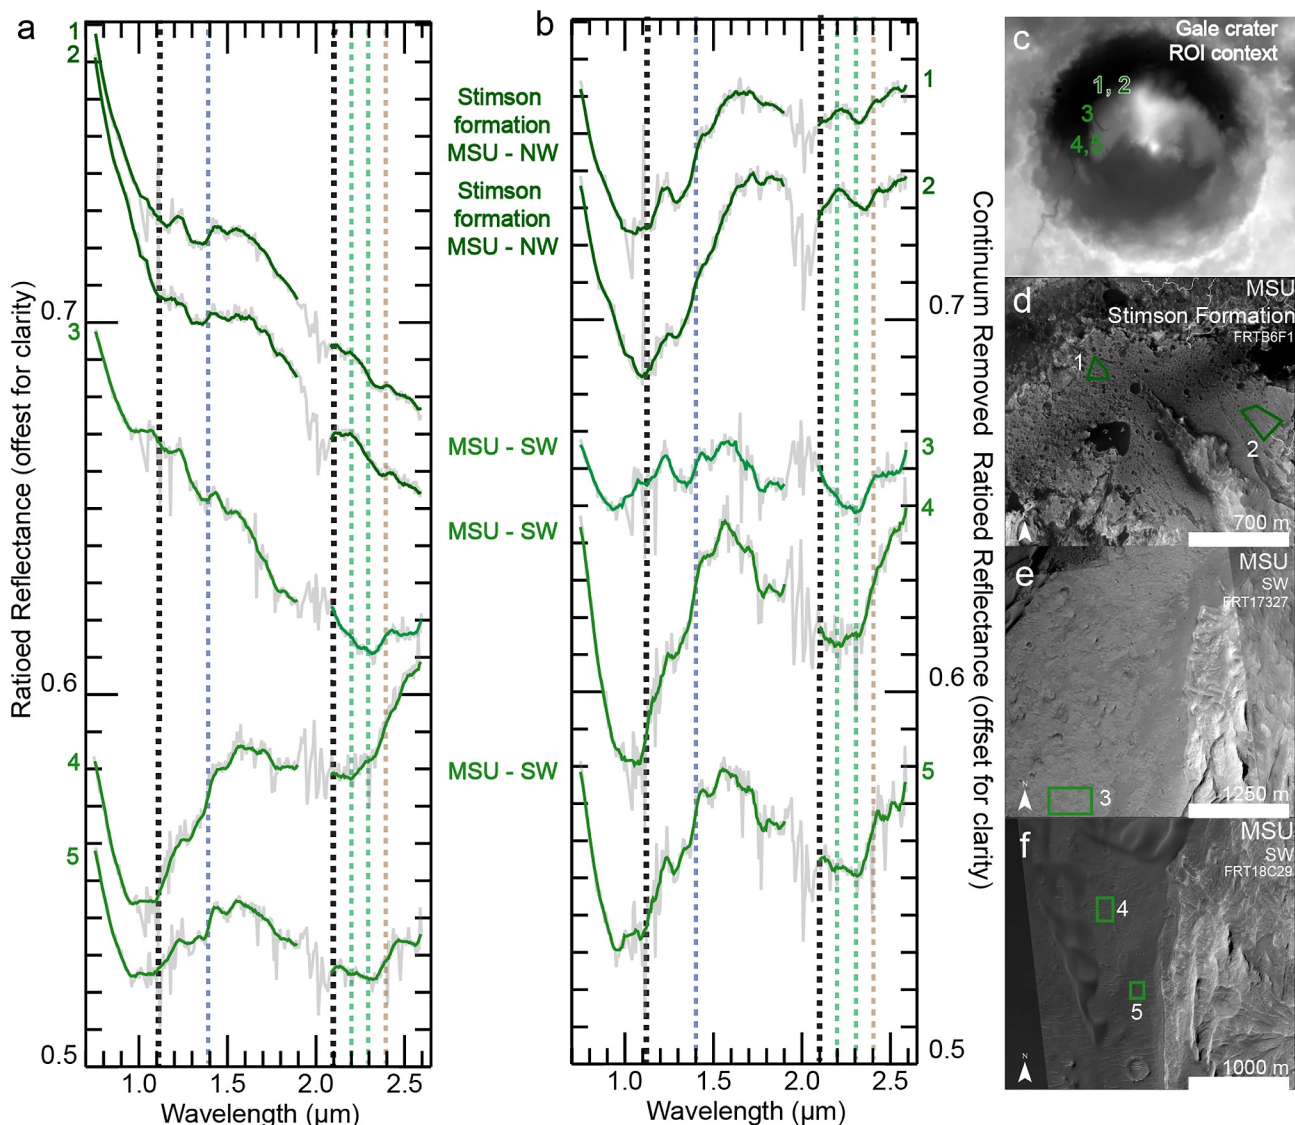 a
1
2
3
4
5
0.7
0.6
0.5
1.0
1.5
2.0
2.5
Wavelength (µm)
Ratioed Reflectance (offest for clarity)
b
Stimson
formation
MSU - NW
Stimson
formation
MSU - NW
MSU - SW
MSU - SW
MSU - SW
1
2
3
4
5
0.7
0.6
0.5
1.0
1.5
2.0
2.5
Wavelength (µm)
Continuum Removed Ratioed Reflectance (offset for clarity)
c
Gale crater
ROI context
1, 2
3
4,5
d
MSU
Stimson Formation
FRTB6F1
1
2
700 m
e
MSU
SW
FRT17327
N
3
1250 m
f
MSU
SW
FRT18C29
4
5
N
1000 m